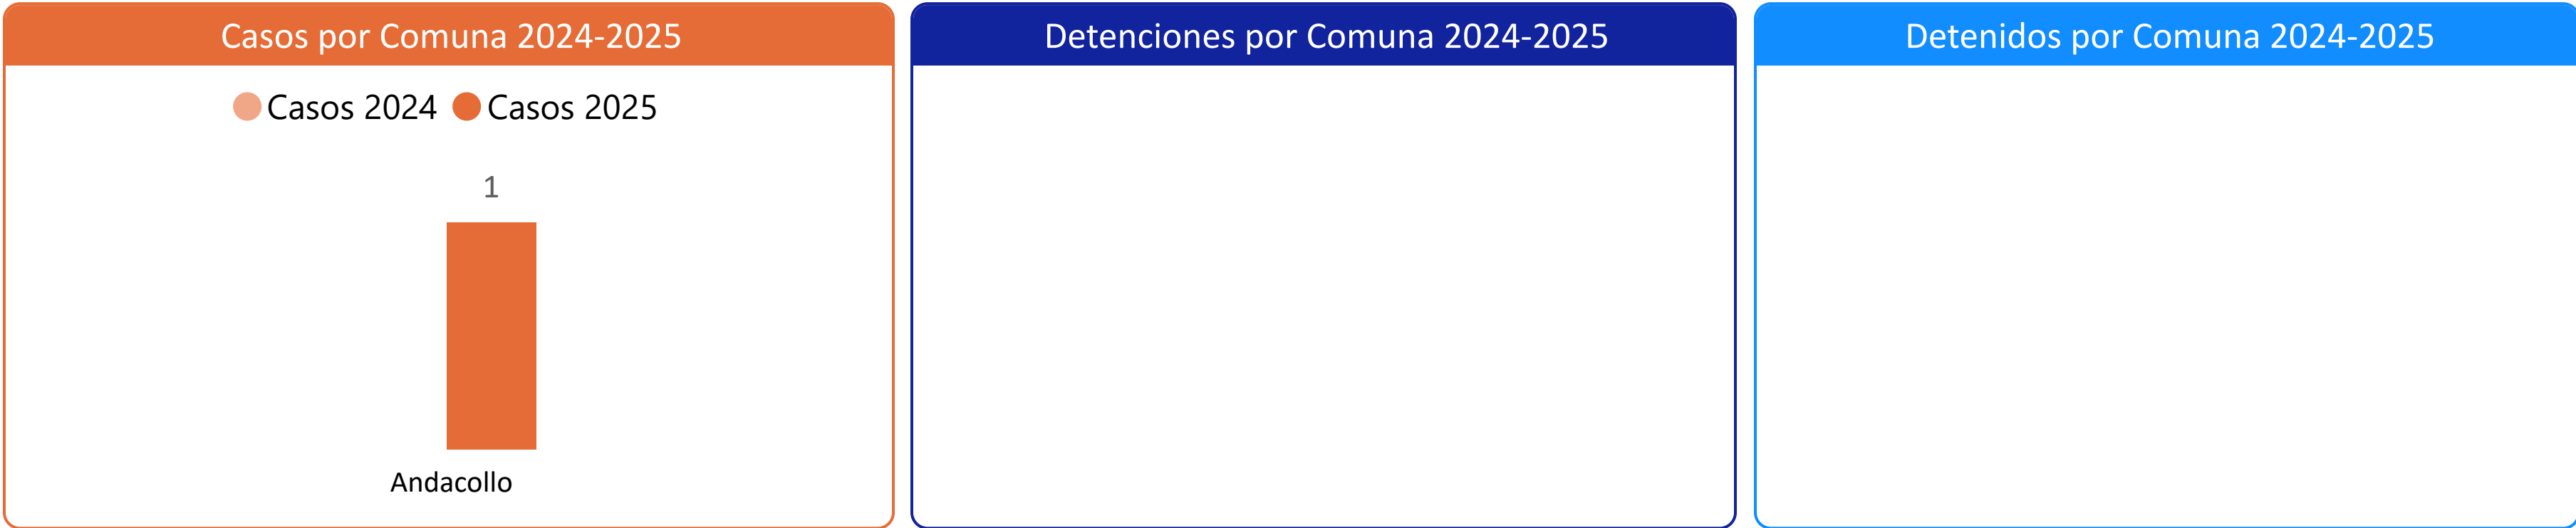 Casos por Comuna 2024-2025
Casos 2024 Casos 2025
1
Andacollo
Detenciones por Comuna 2024-2025
Detenidos por Comuna 2024-2025